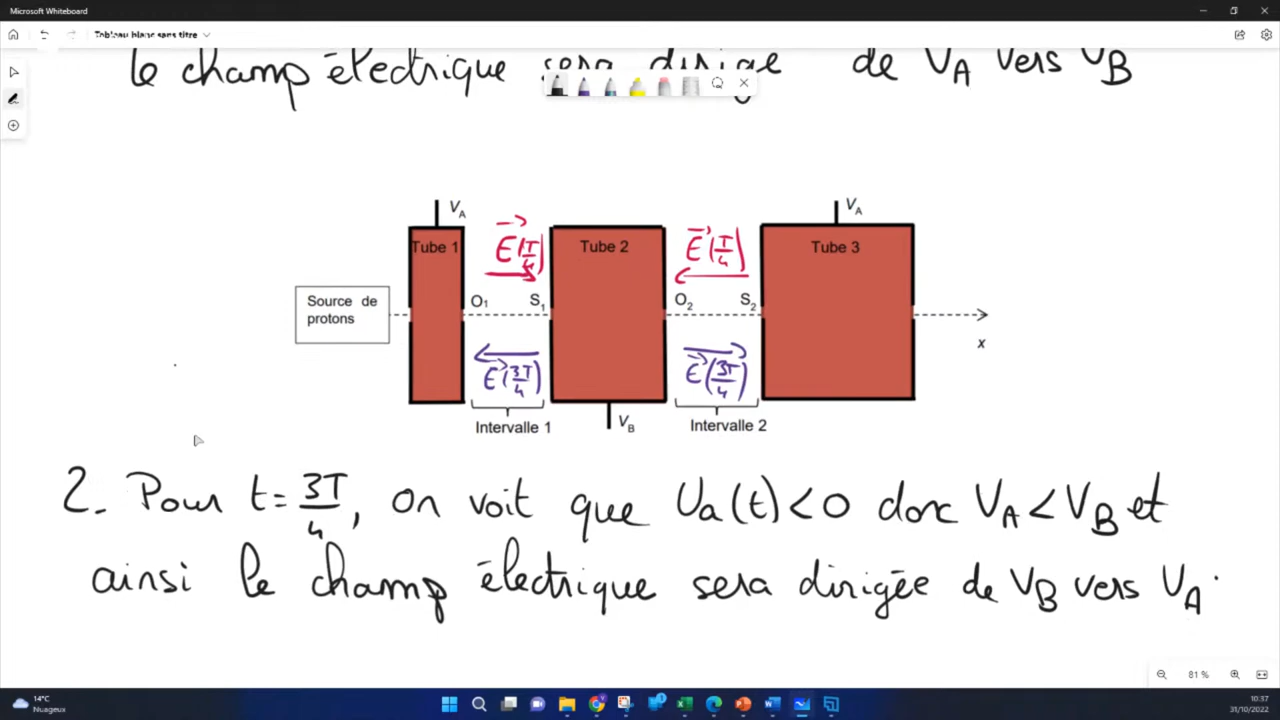 Microsoft Whiteboard
Tableau blanc sans titre
le champ électrique sera dirigé de VA vers VB
VA
VA
Tube 1
E(T/4)
Tube 2
E(T/4)
Tube 3
Source de
protons
O1
S1
O2
S2
x
E(3T/4)
E(3T/4)
Intervalle 1
VB
Intervalle 2
2. Pour t = 3T/4, on voit que Ua(t) < 0 donc VA < VB et
ainsi le champ électrique sera dirigée de VB vers VA.
81 %
14°C
Nuageux
10:37
31/10/2022